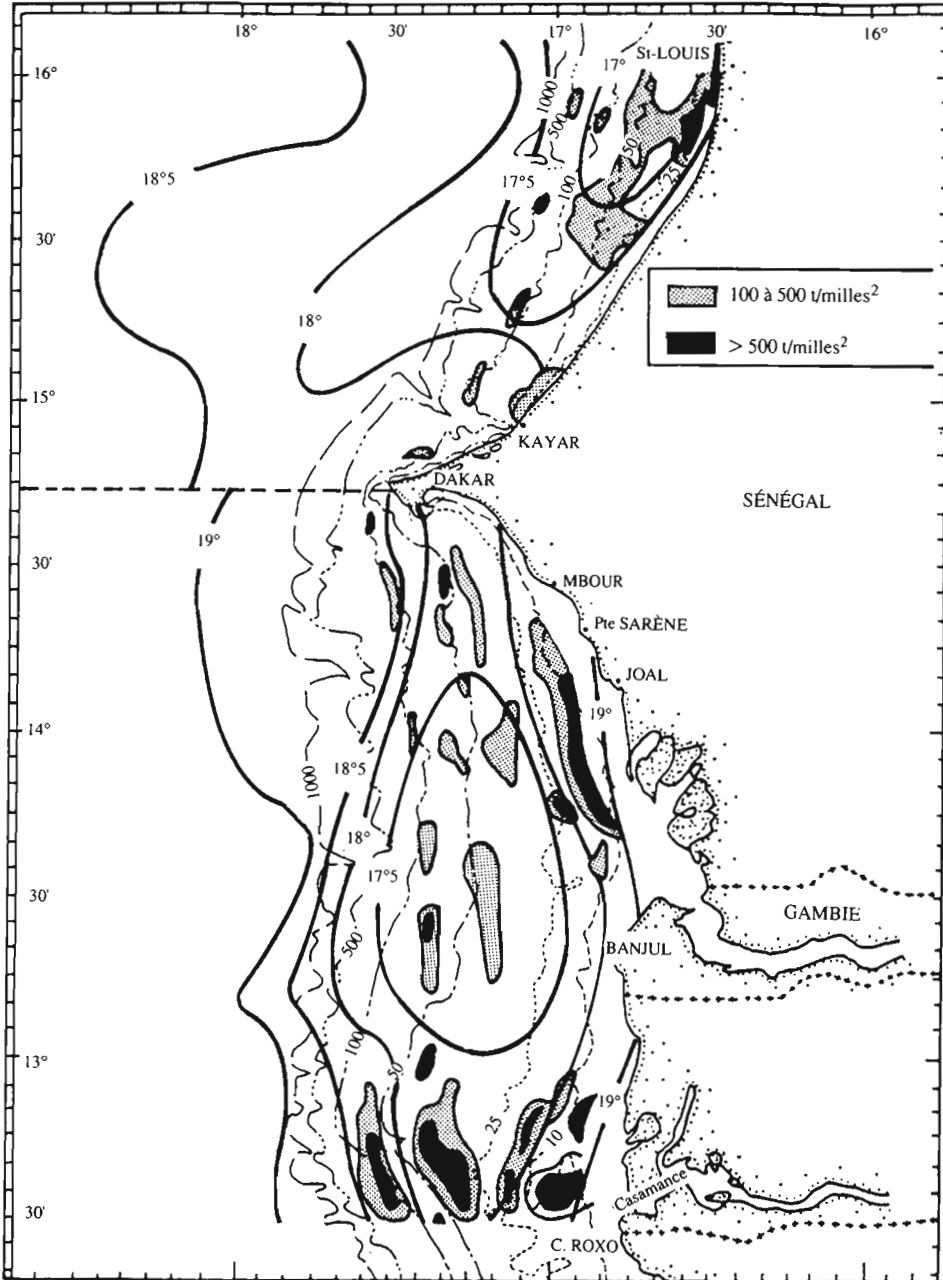 18°
30'
17°
30'
16°
16°
St-LOUIS
17°
1000
500
50
25
100
17°5
18°5
30'
100 à 500 t/milles²
> 500 t/milles²
18°
15°
KAYAR
DAKAR
SÉNÉGAL
19°
30'
MBOUR
Pte SARÈNE
JOAL
19°
14°
1000
18°5
18°
17°5
30'
GAMBIE
500
BANJUL
13°
100
50
25
19°
10
Casamance
30'
C. ROXO